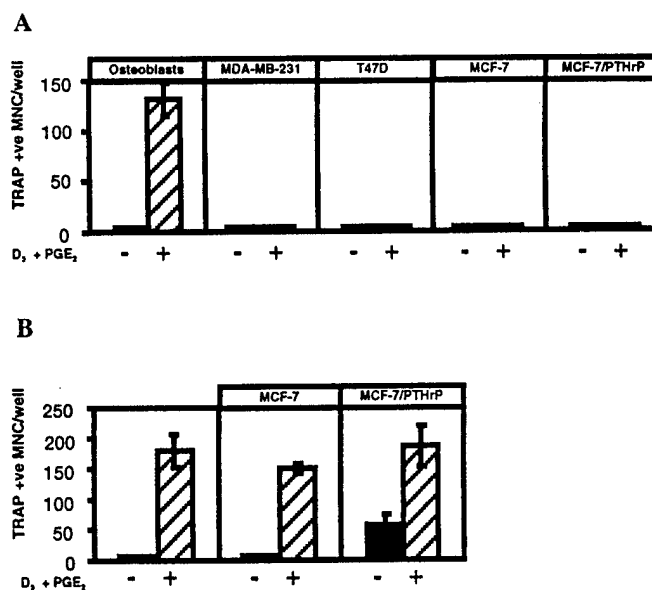 A
Osteoblasts MDA-MB-231 T47D MCF-7 MCF-7/PTHrP
TRAP +ve MNC/well
150
100
50
0
D₃ + PGE₂ - + - + - + - + - +
B
MCF-7 MCF-7/PTHrP
TRAP +ve MNC/well
250
200
150
100
50
0
D₃ + PGE₂ - + - + - +